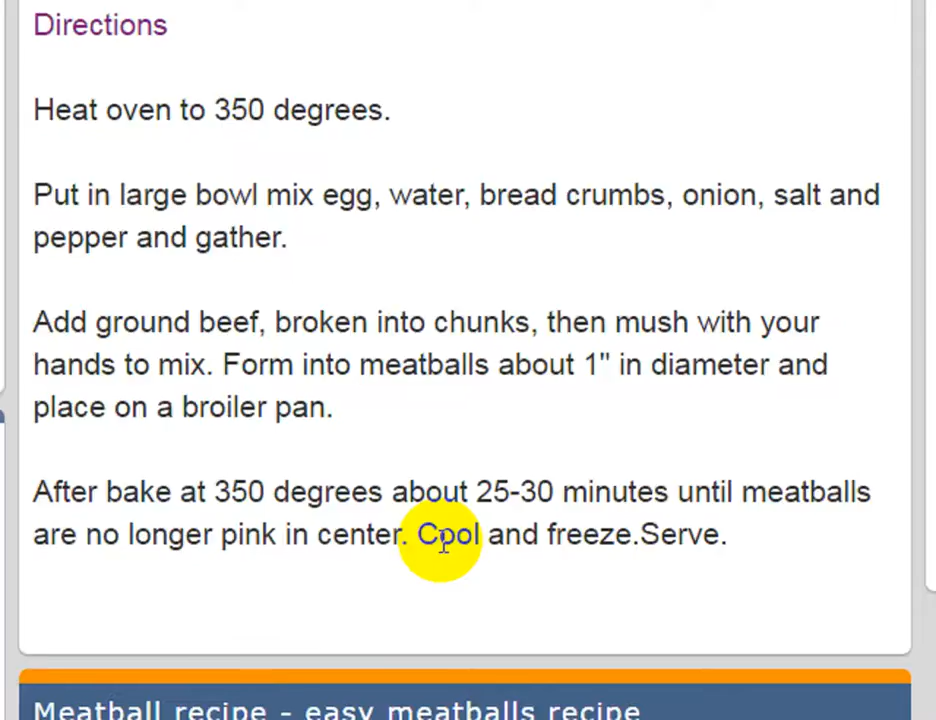 Directions
Heat oven to 350 degrees.
Put in large bowl mix egg, water, bread crumbs, onion, salt and
pepper and gather.
Add ground beef, broken into chunks, then mush with your
hands to mix. Form into meatballs about 1" in diameter and
place on a broiler pan.
After bake at 350 degrees about 25-30 minutes until meatballs
are no longer pink in center. Cool and freeze.Serve.
Meatball recipe - easy meatballs recipe